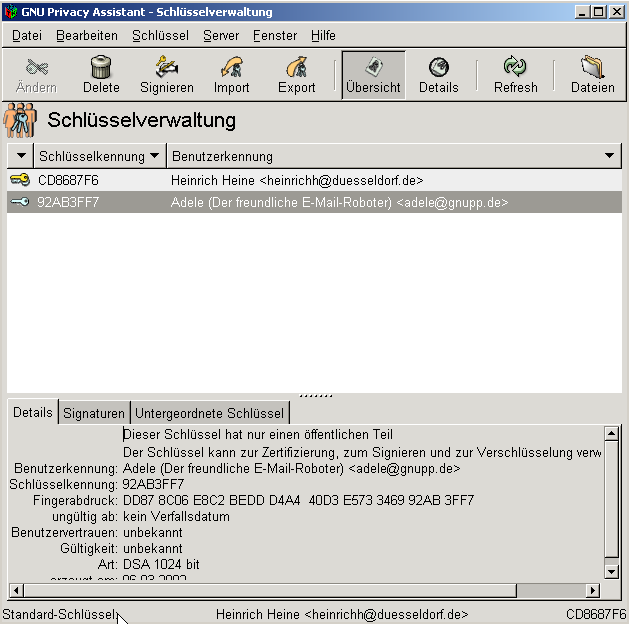 GNU Privacy Assistant - Schlüsselverwaltung
Datei Bearbeiten Schlüssel Server Fenster Hilfe
Ändern Delete Signieren Import Export Übersicht Details Refresh Dateien
Schlüsselverwaltung
Schlüsselkennung Benutzerkennung
CD8687F6 Heinrich Heine <heinrichh@duesseldorf.de>
92AB3FF7 Adele (Der freundliche E-Mail-Roboter) <adele@gnupp.de>
Details Signaturen Untergeordnete Schlüssel
Dieser Schlüssel hat nur einen öffentlichen Teil
Der Schlüssel kann zur Zertifizierung, zum Signieren und zur Verschlüsselung verw
Benutzerkennung: Adele (Der freundliche E-Mail-Roboter) <adele@gnupp.de>
Schlüsselkennung: 92AB3FF7
Fingerabdruck: DD87 8C06 E8C2 BEDD D4A4 40D3 E573 3469 92AB 3FF7
ungültig ab: kein Verfallsdatum
Benutzervertrauen: unbekannt
Gültigkeit: unbekannt
Art: DSA 1024 bit
erzeugt am: 06.03.2002
Standard-Schlüssel: Heinrich Heine <heinrichh@duesseldorf.de> CD8687F6